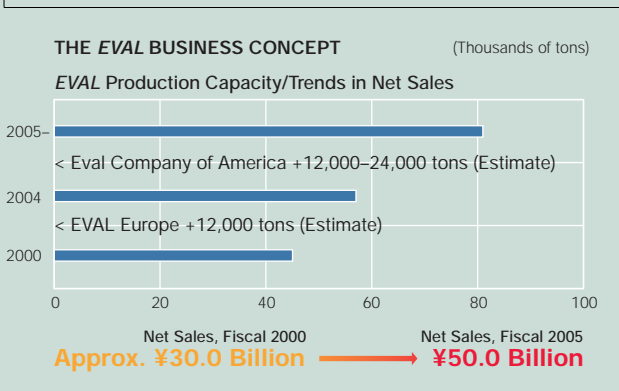 THE EVAL BUSINESS CONCEPT (Thousands of tons)
EVAL Production Capacity/Trends in Net Sales
2005–
< Eval Company of America +12,000–24,000 tons (Estimate)
2004
< EVAL Europe +12,000 tons (Estimate)
2000
0 20 40 60 80 100
Net Sales, Fiscal 2000 Net Sales, Fiscal 2005
Approx. ¥30.0 Billion ¥50.0 Billion